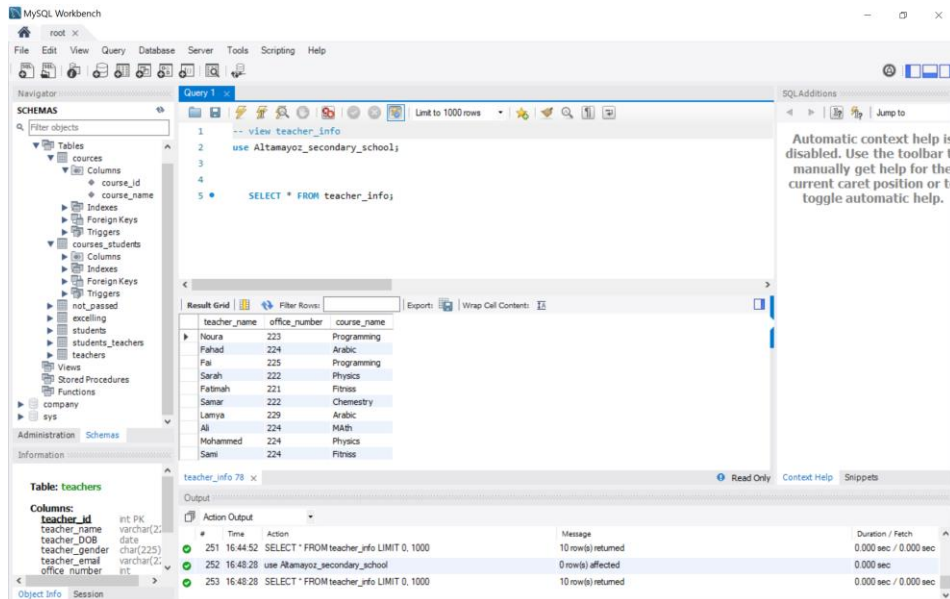 MySQL Workbench
root ×
File Edit View Query Database Server Tools Scripting Help
Navigator
SCHEMAS
Filter objects
Tables
cources
Columns
course_id
course_name
Indexes
Foreign Keys
Triggers
courses_students
Columns
Indexes
Foreign Keys
Triggers
not_passed
excelling
students
students_teachers
teachers
Views
Stored Procedures
Functions
company
sys
Administration Schemas
Information
Table: teachers
Columns:
teacher_id int PK
teacher_name varchar(22
teacher_DOB date
teacher_gender char(225)
teacher_email varchar(2
office_number int
Object Info Session
Query 1 ×
Limit to 1000 rows
1 -- view teacher_info
2 use Altamayoz_secondary_school;
3
4
5 SELECT * FROM teacher_info;
Result Grid Filter Rows: Export: Wrap Cell Content:
teacher_name office_number course_name
Noura 223 Programming
Fahad 224 Arabic
Fai 225 Programming
Sarah 222 Physics
Fatimah 221 Fitniss
Samar 222 Chemestry
Lamya 229 Arabic
Ali 224 MAth
Mohammed 224 Physics
Sami 224 Fitniss
teacher_info 78 ×
Read Only
Output
Action Output
# Time Action Message Duration / Fetch
251 16:44:52 SELECT * FROM teacher_info LIMIT 0, 1000 10 row(s) returned 0.000 sec / 0.000 sec
252 16:48:28 use Altamayoz_secondary_school 0 row(s) affected 0.000 sec
253 16:48:28 SELECT * FROM teacher_info LIMIT 0, 1000 10 row(s) returned 0.000 sec / 0.000 sec
SQLAdditions
Jump to
Automatic context help is
disabled. Use the toolbar t
manually get help for the
current caret position or t
toggle automatic help.
Context Help Snippets